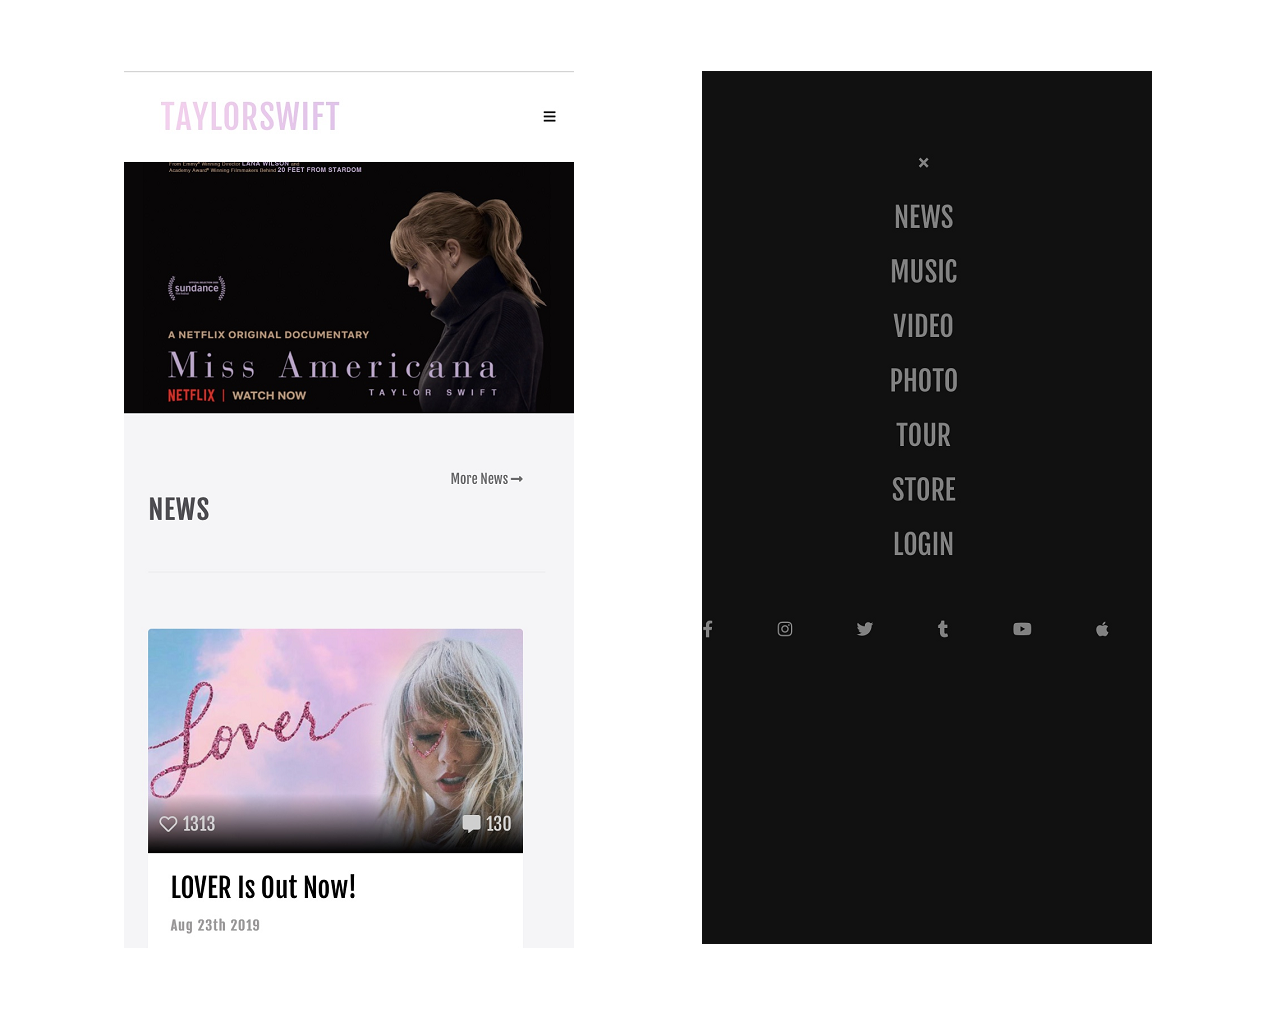 TAYLORSWIFT
From Emmy® Winning Director LANA WILSON and
Academy Award® Winning Filmmakers Behind 20 FEET FROM STARDOM
sundance
A NETFLIX ORIGINAL DOCUMENTARY
Miss Americana
NETFLIX | WATCH NOW
TAYLOR SWIFT
More News
NEWS
Lover
1313
130
LOVER Is Out Now!
Aug 23th 2019
NEWS
MUSIC
VIDEO
PHOTO
TOUR
STORE
LOGIN